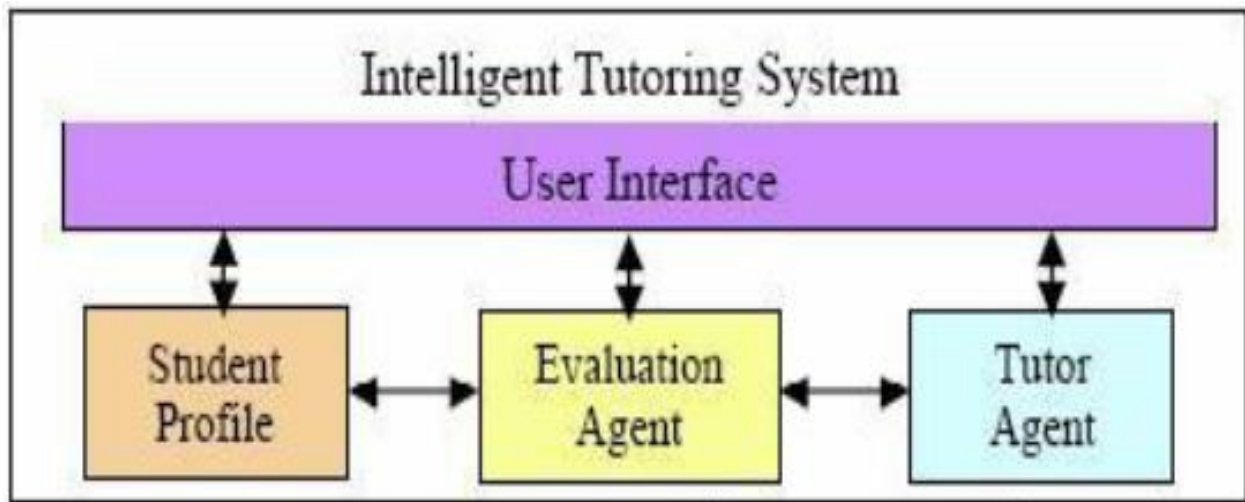 Intelligent Tutoring System
User Interface
Student
Profile
Evaluation
Agent
Tutor
Agent